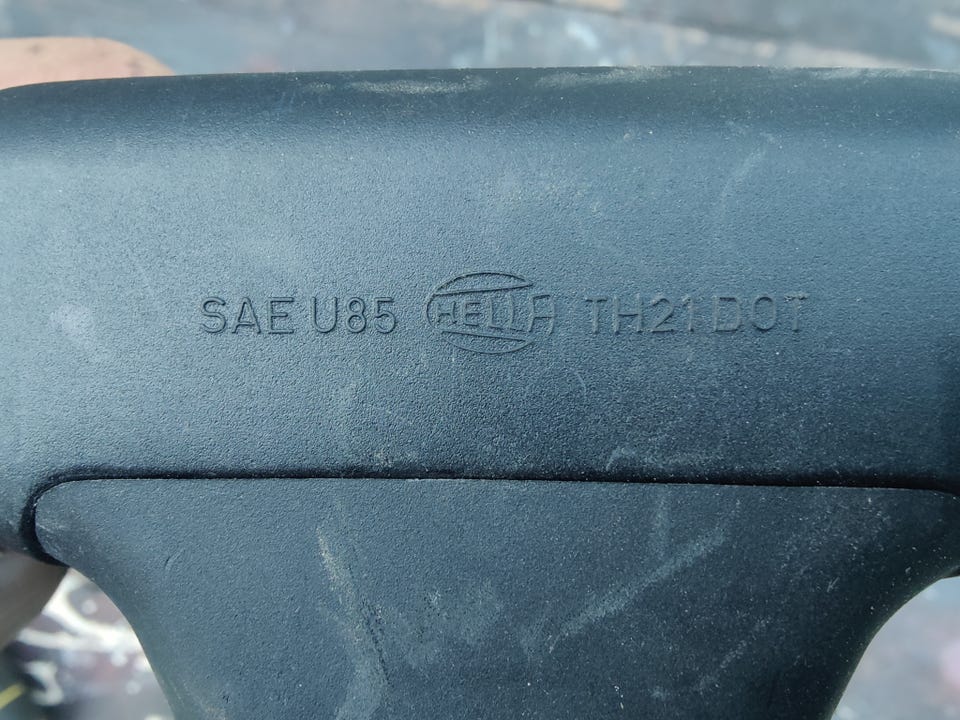 SAE U85 HELLA TH21 DOT